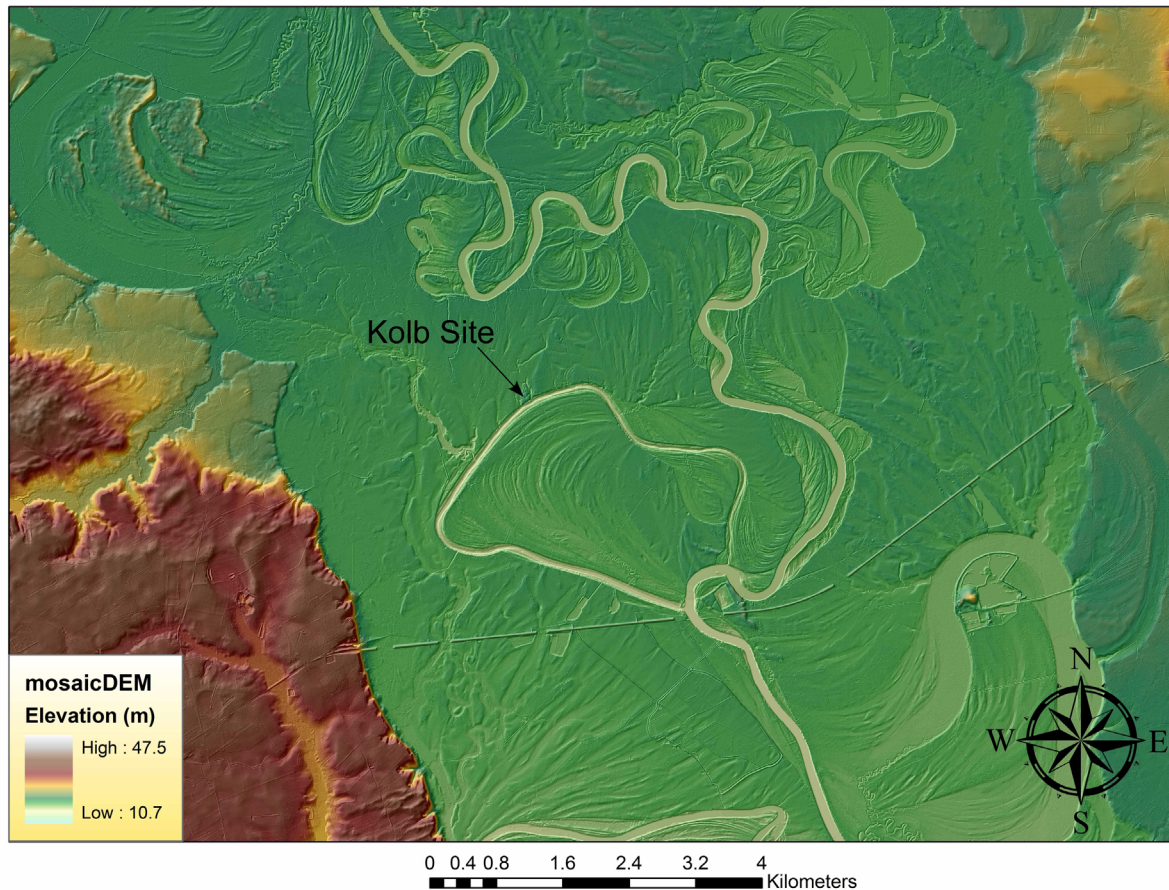 Kolb Site
mosaicDEM
Elevation (m)
High : 47.5
Low : 10.7
N
W
E
S
0 0.4 0.8 1.6 2.4 3.2 4
Kilometers